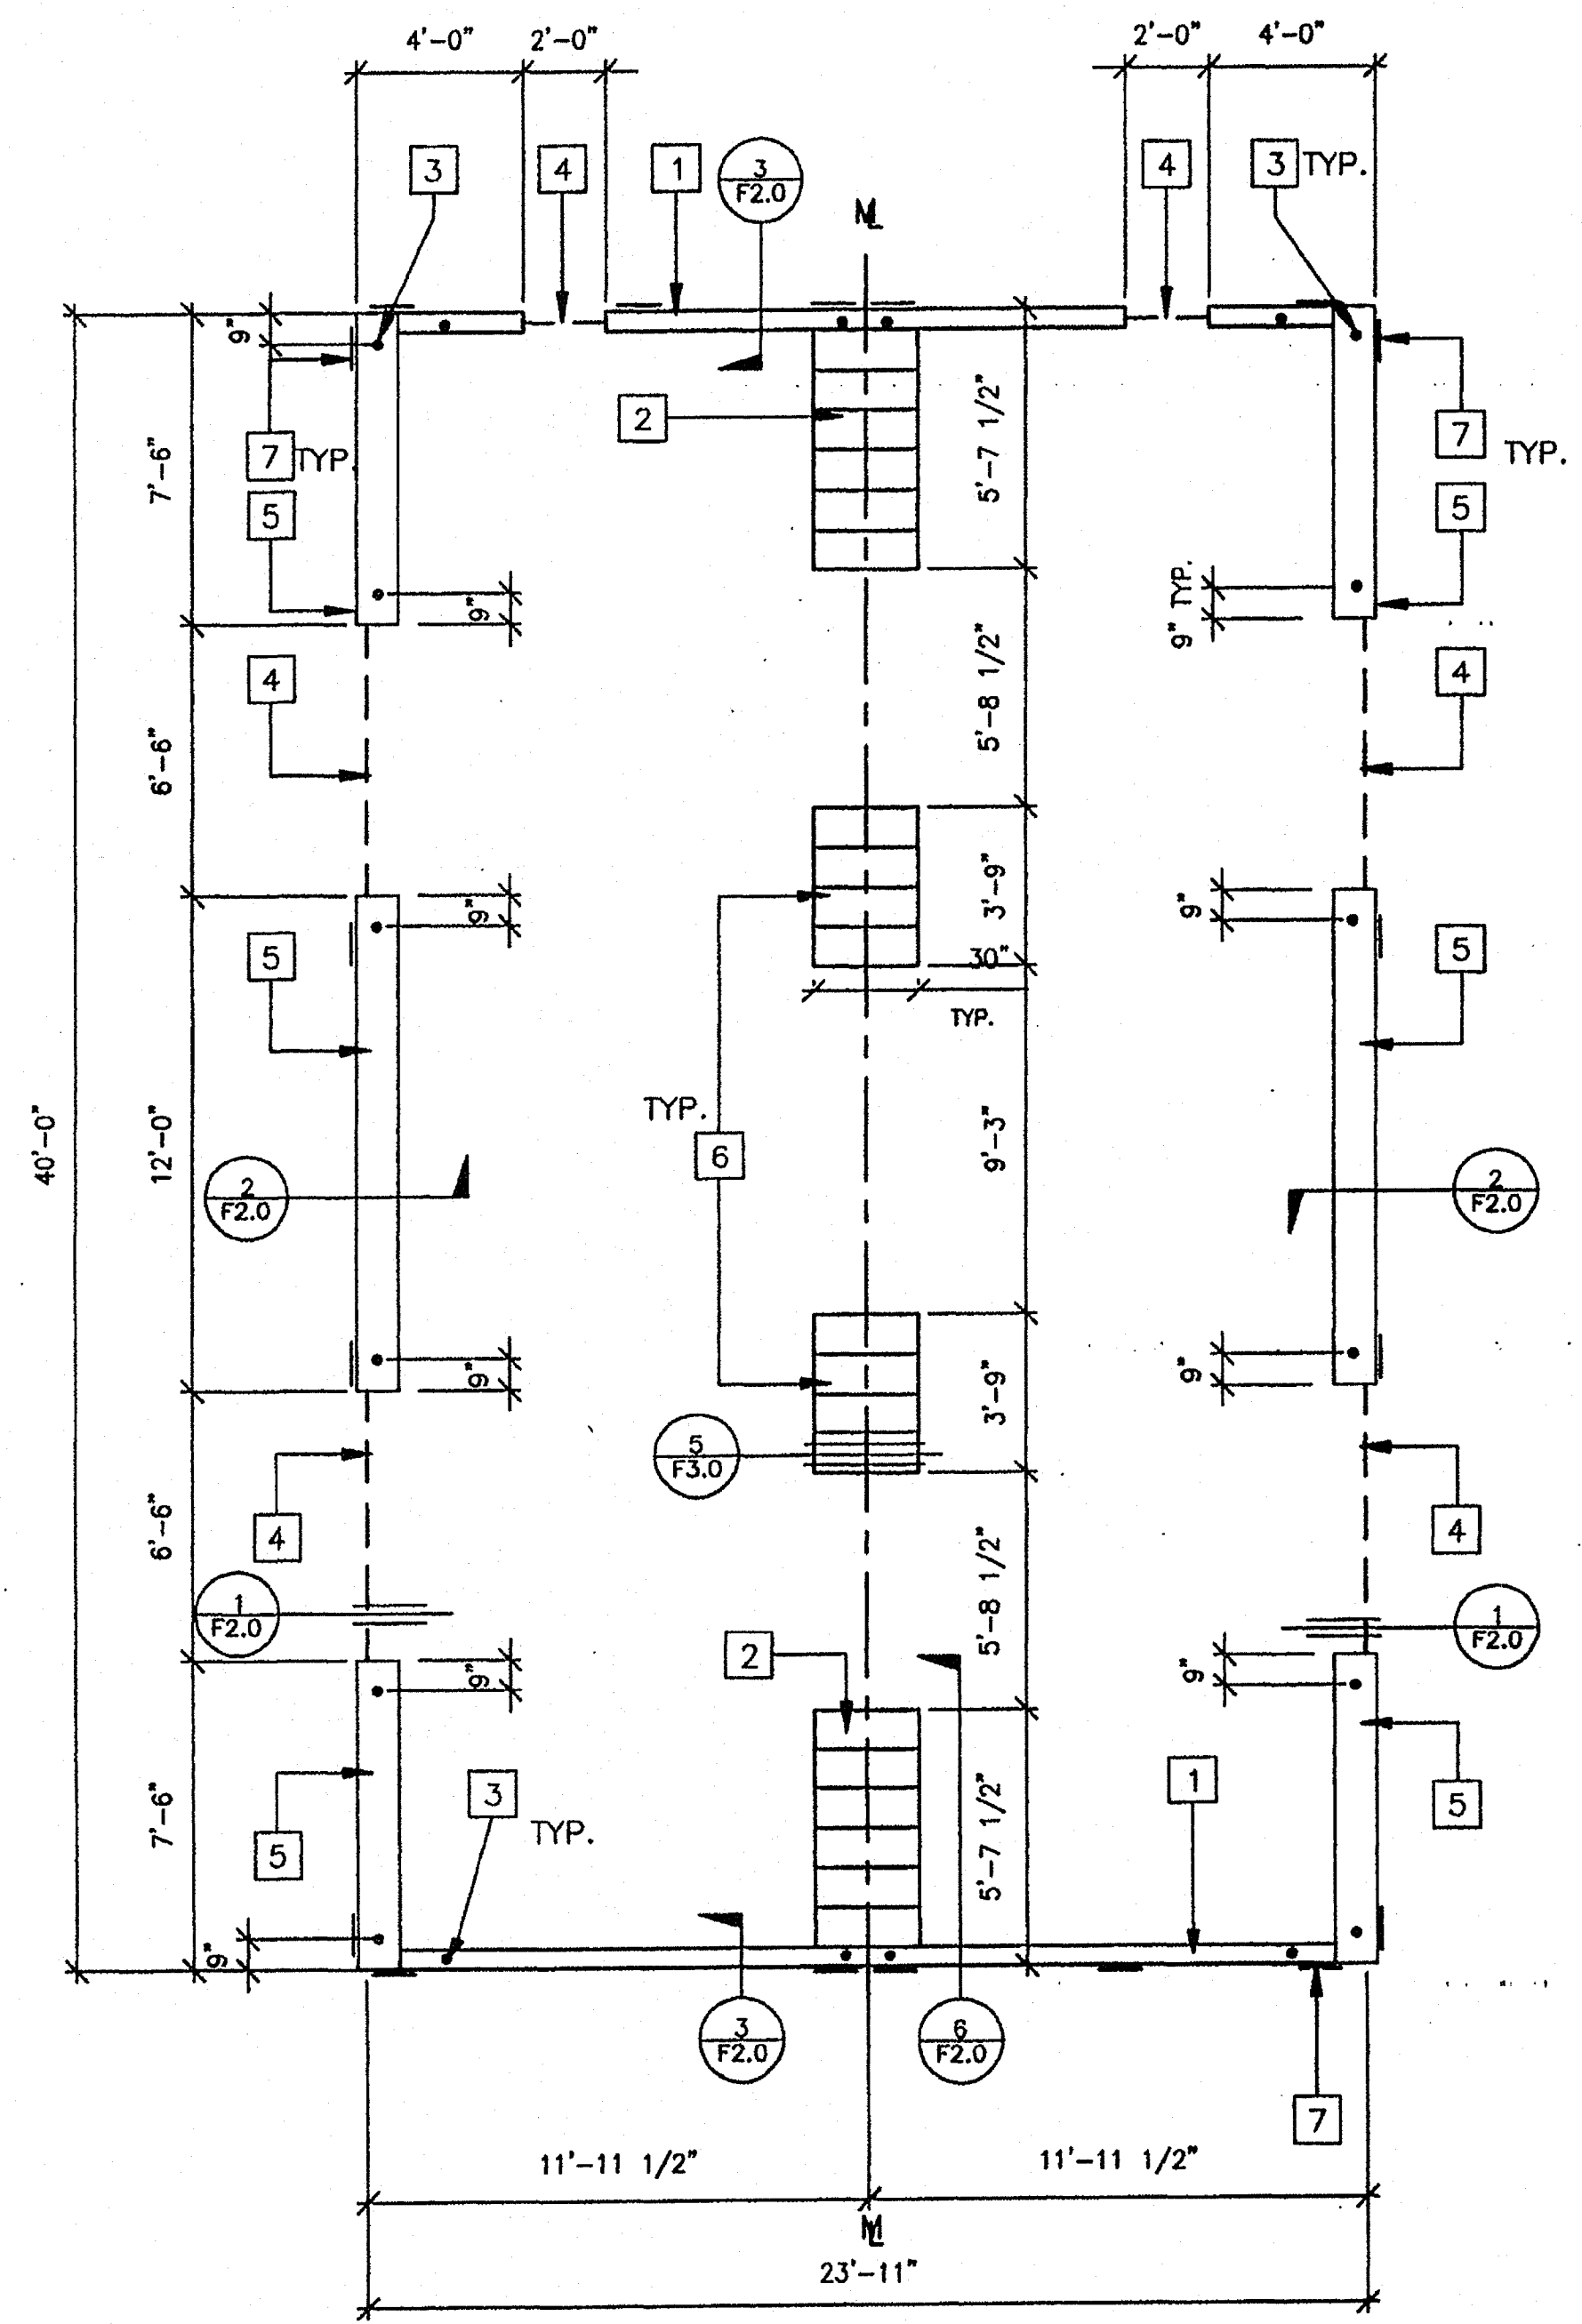 4'-0" 2'-0" 2'-0" 4'-0"
3 4 1 3 F2.0 4 3 TYP.
ML
9"
2 5'-7 1/2"
7'-6" 7 TYP. 7 TYP.
5 5
9" 9" TYP.
4 5'-8 1/2" 4
6'-6"
3'-9"
9" 9"
5 30" 5
TYP.
TYP.
6
40'-0" 12'-0" 9'-3"
2 F2.0 2 F2.0
9" 3'-9" 9"
5 F3.0
6'-6" 4 5'-8 1/2" 4
1 F2.0 1 F2.0
9" 2 9"
7'-6" 5 3 TYP. 5'-7 1/2" 1 5
9"
3 F2.0 6 F2.0
7
11'-11 1/2" 11'-11 1/2"
ML
23'-11"